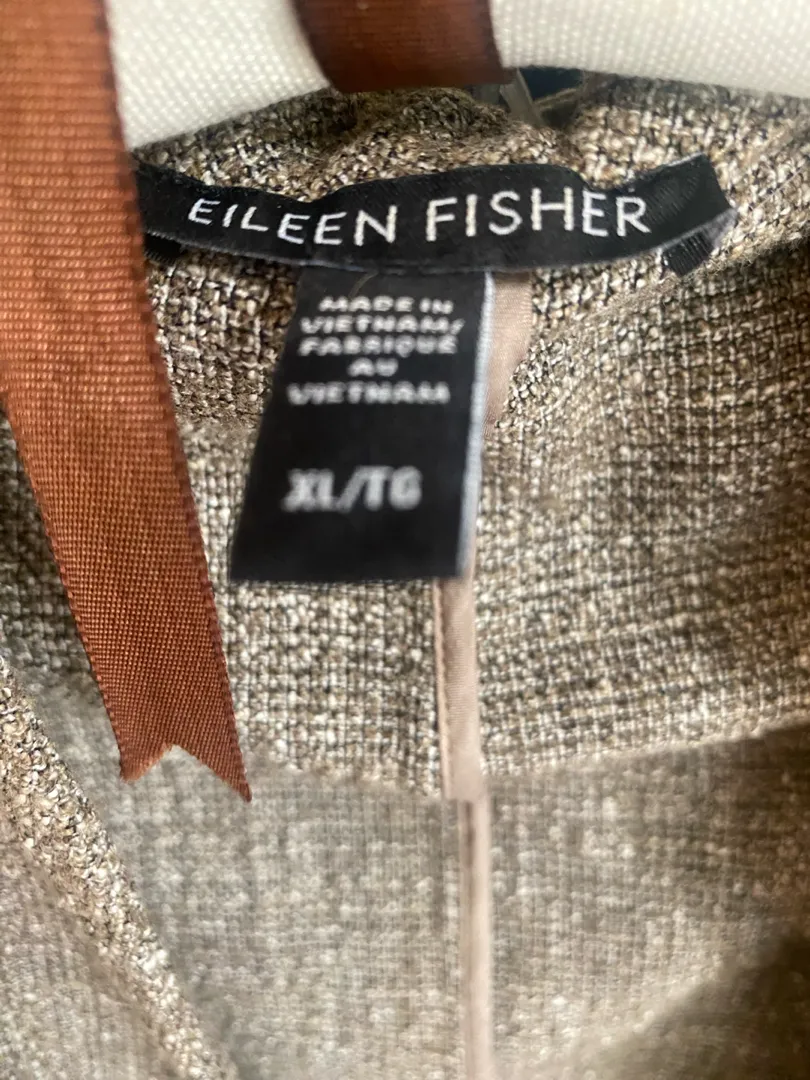 EILEEN FISHER
MADE IN
VIETNAM/
FABRIQUÉ
AU
VIETNAM
XL/TG